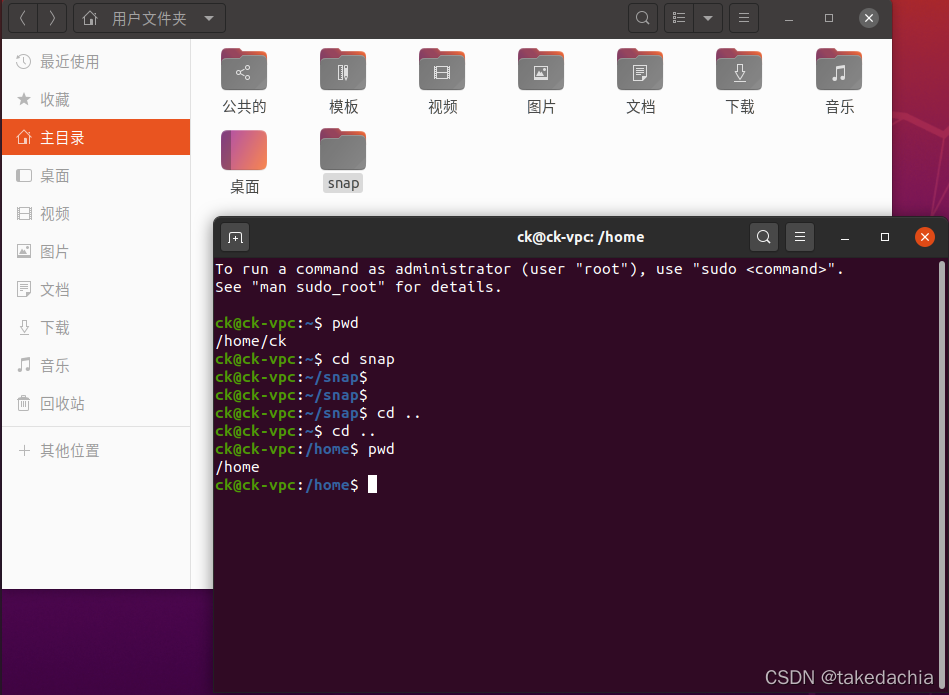 用户文件夹
最近使用
收藏
主目录
桌面
视频
图片
文档
下载
音乐
回收站
其他位置
公共的
模板
视频
图片
文档
下载
音乐
桌面
snap
ck@ck-vpc: /home
To run a command as administrator (user "root"), use "sudo <command>".
See "man sudo_root" for details.
ck@ck-vpc:~$ pwd
/home/ck
ck@ck-vpc:~$ cd snap
ck@ck-vpc:~/snap$
ck@ck-vpc:~/snap$
ck@ck-vpc:~/snap$ cd ..
ck@ck-vpc:~$ cd ..
ck@ck-vpc:/home$ pwd
/home
ck@ck-vpc:/home$
CSDN @takedachia